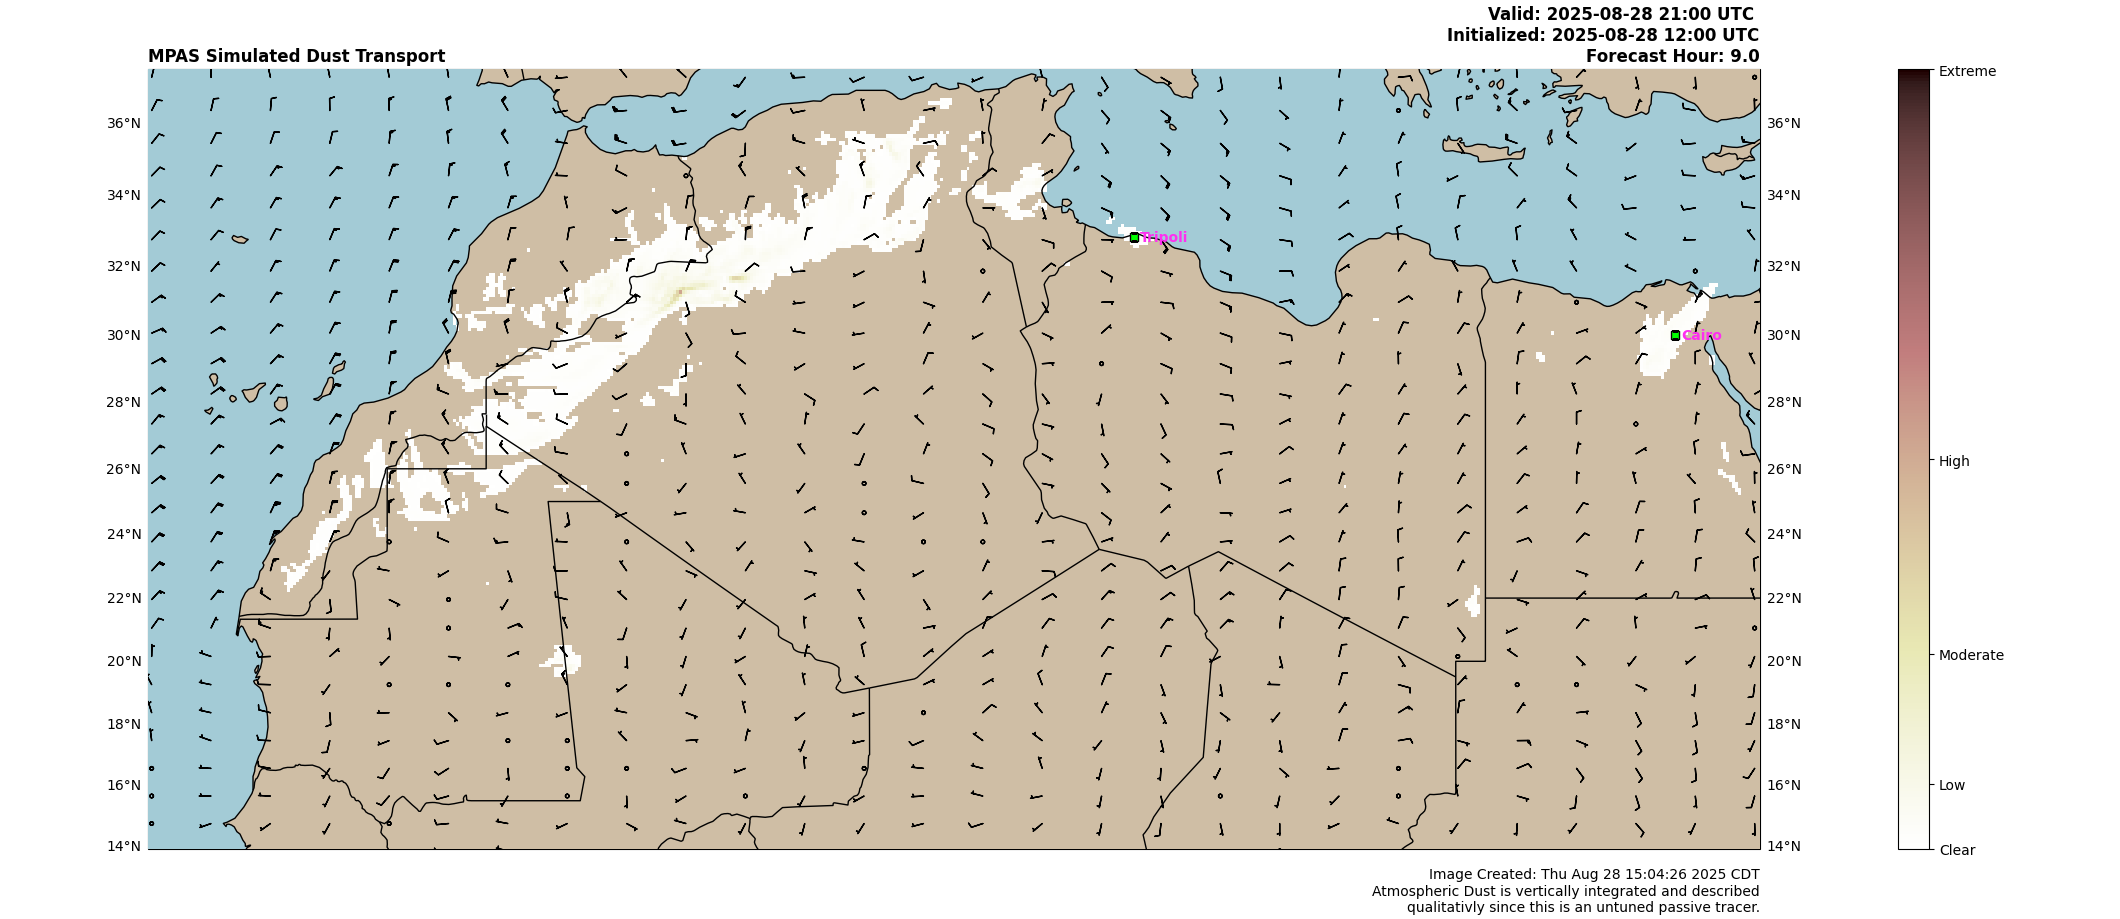 Valid: 2025-08-28 21:00 UTC
Initialized: 2025-08-28 12:00 UTC
MPAS Simulated Dust Transport
Forecast Hour: 9.0
Extreme
36°N
36°N
34°N
34°N
Tripoli
32°N
32°N
30°N
Cairo
30°N
28°N
28°N
26°N
26°N
High
24°N
24°N
22°N
22°N
20°N
20°N
Moderate
18°N
18°N
16°N
16°N
Low
14°N
14°N
Clear
Image Created: Thu Aug 28 15:04:26 2025 CDT
Atmospheric Dust is vertically integrated and described
qualitativly since this is an untuned passive tracer.